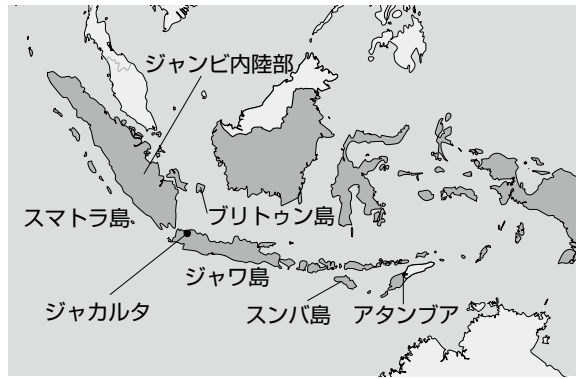 ジャンビ内陸部
スマトラ島
ブリトゥン島
ジャワ島
ジャカルタ
スンバ島
アタンブア